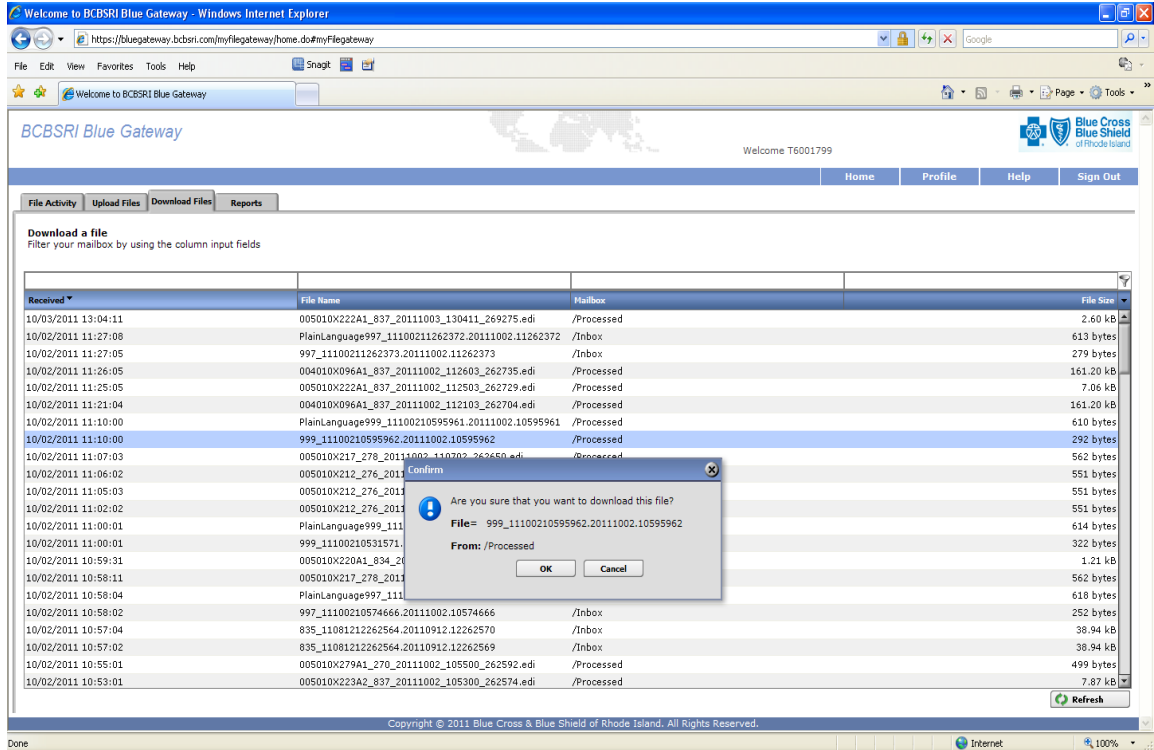 Welcome to BCBSRI Blue Gateway - Windows Internet Explorer
https://bluegateway.bcbsri.com/myfilegateway/home.do#myFilegateway
Google
File Edit View Favorites Tools Help Snagit
Welcome to BCBSRI Blue Gateway
Page Tools
BCBSRI Blue Gateway
Welcome T6001799
Blue Cross
Blue Shield
of Rhode Island
Home Profile Help Sign Out
File Activity Upload Files Download Files Reports
Download a file
Filter your mailbox by using the column input fields
Received File Name Mailbox File Size
10/03/2011 13:04:11 005010X222A1_837_20111003_130411_269275.edi /Processed 2.60 kB
10/02/2011 11:27:08 PlainLanguage997_11100211262372.20111002.11262372 /Inbox 613 bytes
10/02/2011 11:27:05 997_11100211262373.20111002.11262373 /Inbox 279 bytes
10/02/2011 11:26:05 004010X096A1_837_20111002_112603_262735.edi /Processed 161.20 kB
10/02/2011 11:25:05 005010X222A1_837_20111002_112503_262729.edi /Processed 7.06 kB
10/02/2011 11:21:04 004010X096A1_837_20111002_112103_262704.edi /Processed 161.20 kB
10/02/2011 11:10:00 PlainLanguage999_11100210595961.20111002.10595961 /Processed 610 bytes
10/02/2011 11:10:00 999_11100210595962.20111002.10595962 /Processed 292 bytes
10/02/2011 11:07:03 005010X217_278_20111002_110702_262650.edi /Processed 562 bytes
10/02/2011 11:06:02 005010X212_276_201 551 bytes
10/02/2011 11:05:03 005010X212_276_201 551 bytes
10/02/2011 11:02:02 005010X212_276_201 551 bytes
10/02/2011 11:00:01 PlainLanguage999_111 614 bytes
10/02/2011 11:00:01 999_11100210531571. 322 bytes
10/02/2011 10:59:31 005010X220A1_834_20 1.21 kB
10/02/2011 10:58:11 005010X217_278_201 562 bytes
10/02/2011 10:58:04 PlainLanguage997_111 618 bytes
10/02/2011 10:58:02 997_11100210574666.20111002.10574666 /Inbox 252 bytes
10/02/2011 10:57:04 835_11081212262564.20110912.12262570 /Inbox 38.94 kB
10/02/2011 10:57:02 835_11081212262564.20110912.12262569 /Inbox 38.94 kB
10/02/2011 10:55:01 005010X279A1_270_20111002_105500_262592.edi /Processed 499 bytes
10/02/2011 10:53:01 005010X223A2_837_20111002_105300_262574.edi /Processed 7.87 kB
Confirm
Are you sure that you want to download this file?
File= 999_11100210595962.20111002.10595962
From: /Processed
OK Cancel
Refresh
Copyright © 2011 Blue Cross & Blue Shield of Rhode Island. All Rights Reserved.
Done Internet 100%